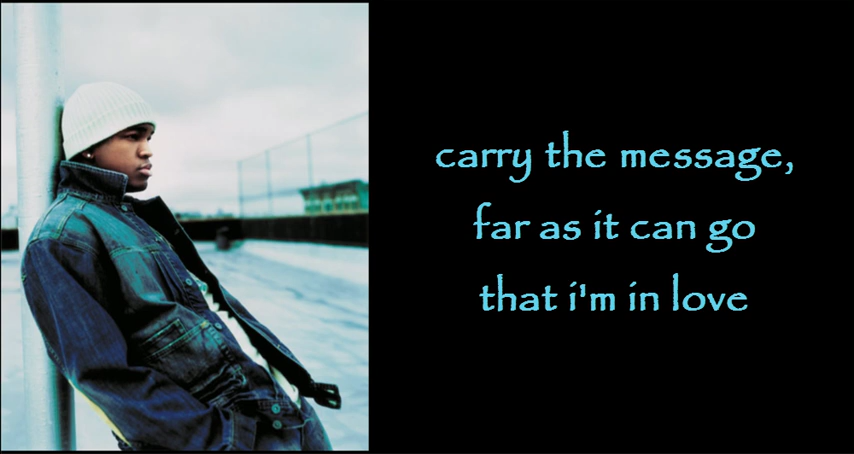 carry the message,
far as it can go
that i'm in love